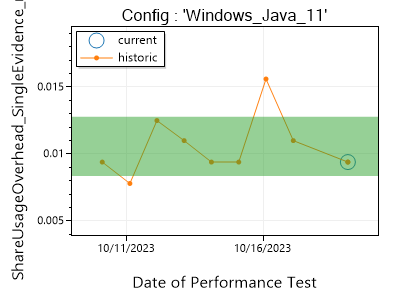 Config : 'Windows_Java_11'
current
historic
0.015
0.01
0.005
10/11/2023
10/16/2023
Date of Performance Test
ShareUsageOverhead_SingleEvidence_